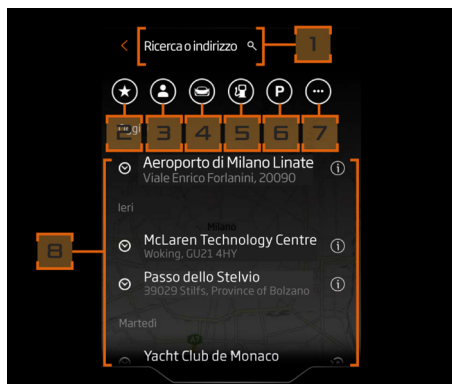 Ricerca o indirizzo
1
P
2 3 4 5 6 7
Oggi
Aeroporto di Milano Linate
Viale Enrico Forlanini, 20090
Ieri
Milano
8
McLaren Technology Centre
Woking, GU21 4HY
Passo dello Stelvio
39029 Stilfs, Province of Bolzano
Martedì
A7
Yacht Club de Monaco